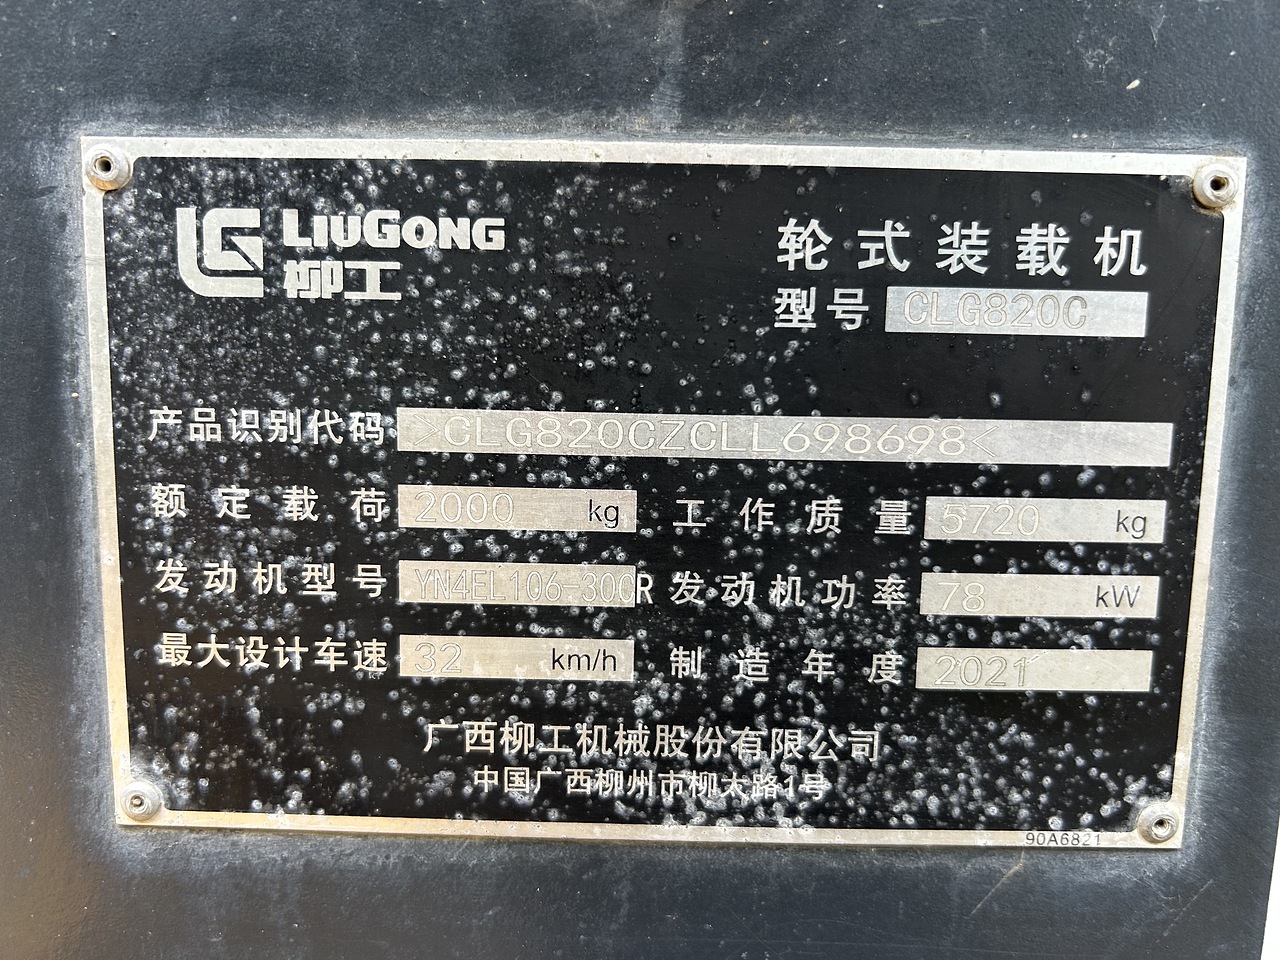 LIUGONG
柳工
轮式装载机
型号 CLG820C
产品识别代码 >CLG820CZCLL698698<
额定载荷 2000 kg 工作质量 5720 kg
发动机型号 YN4EL106-30CR 发动机功率 78 kW
最大设计车速 32 km/h 制造年度 2021
广西柳工机械股份有限公司
中国广西柳州市柳太路1号
90A6821